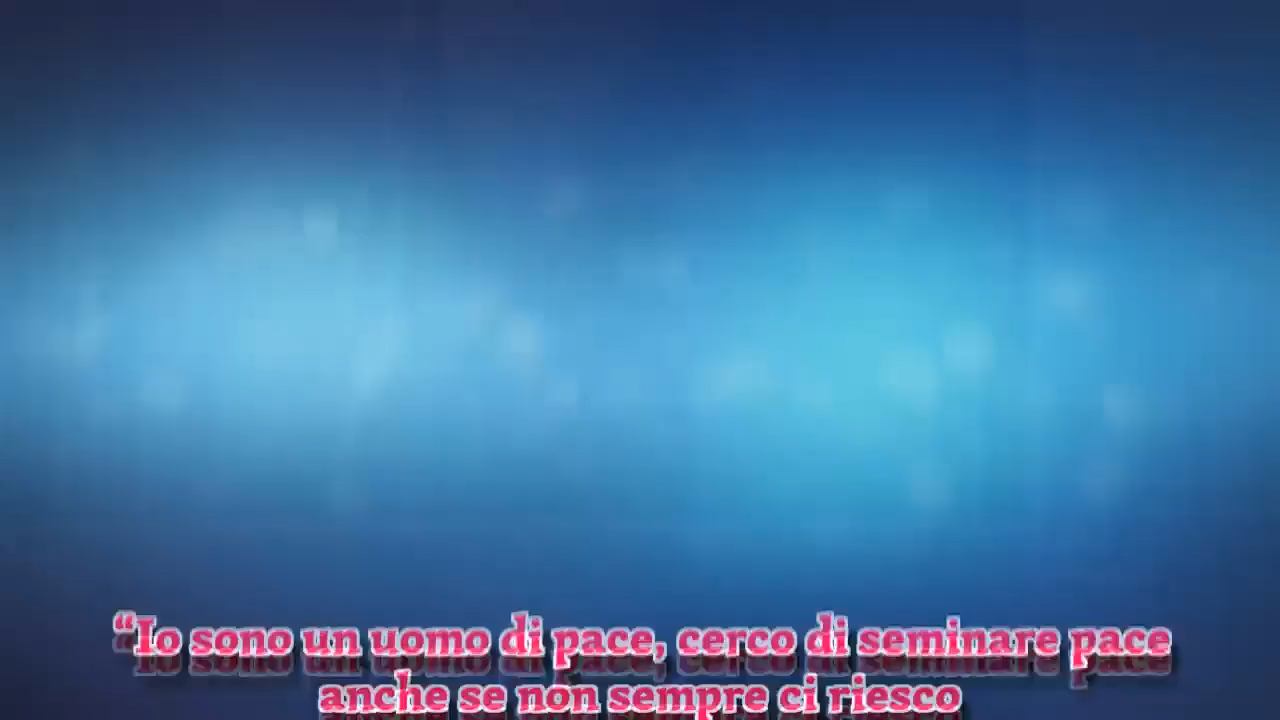 “Io sono un uomo di pace, cerco di seminare pace
anche se non sempre ci riesco